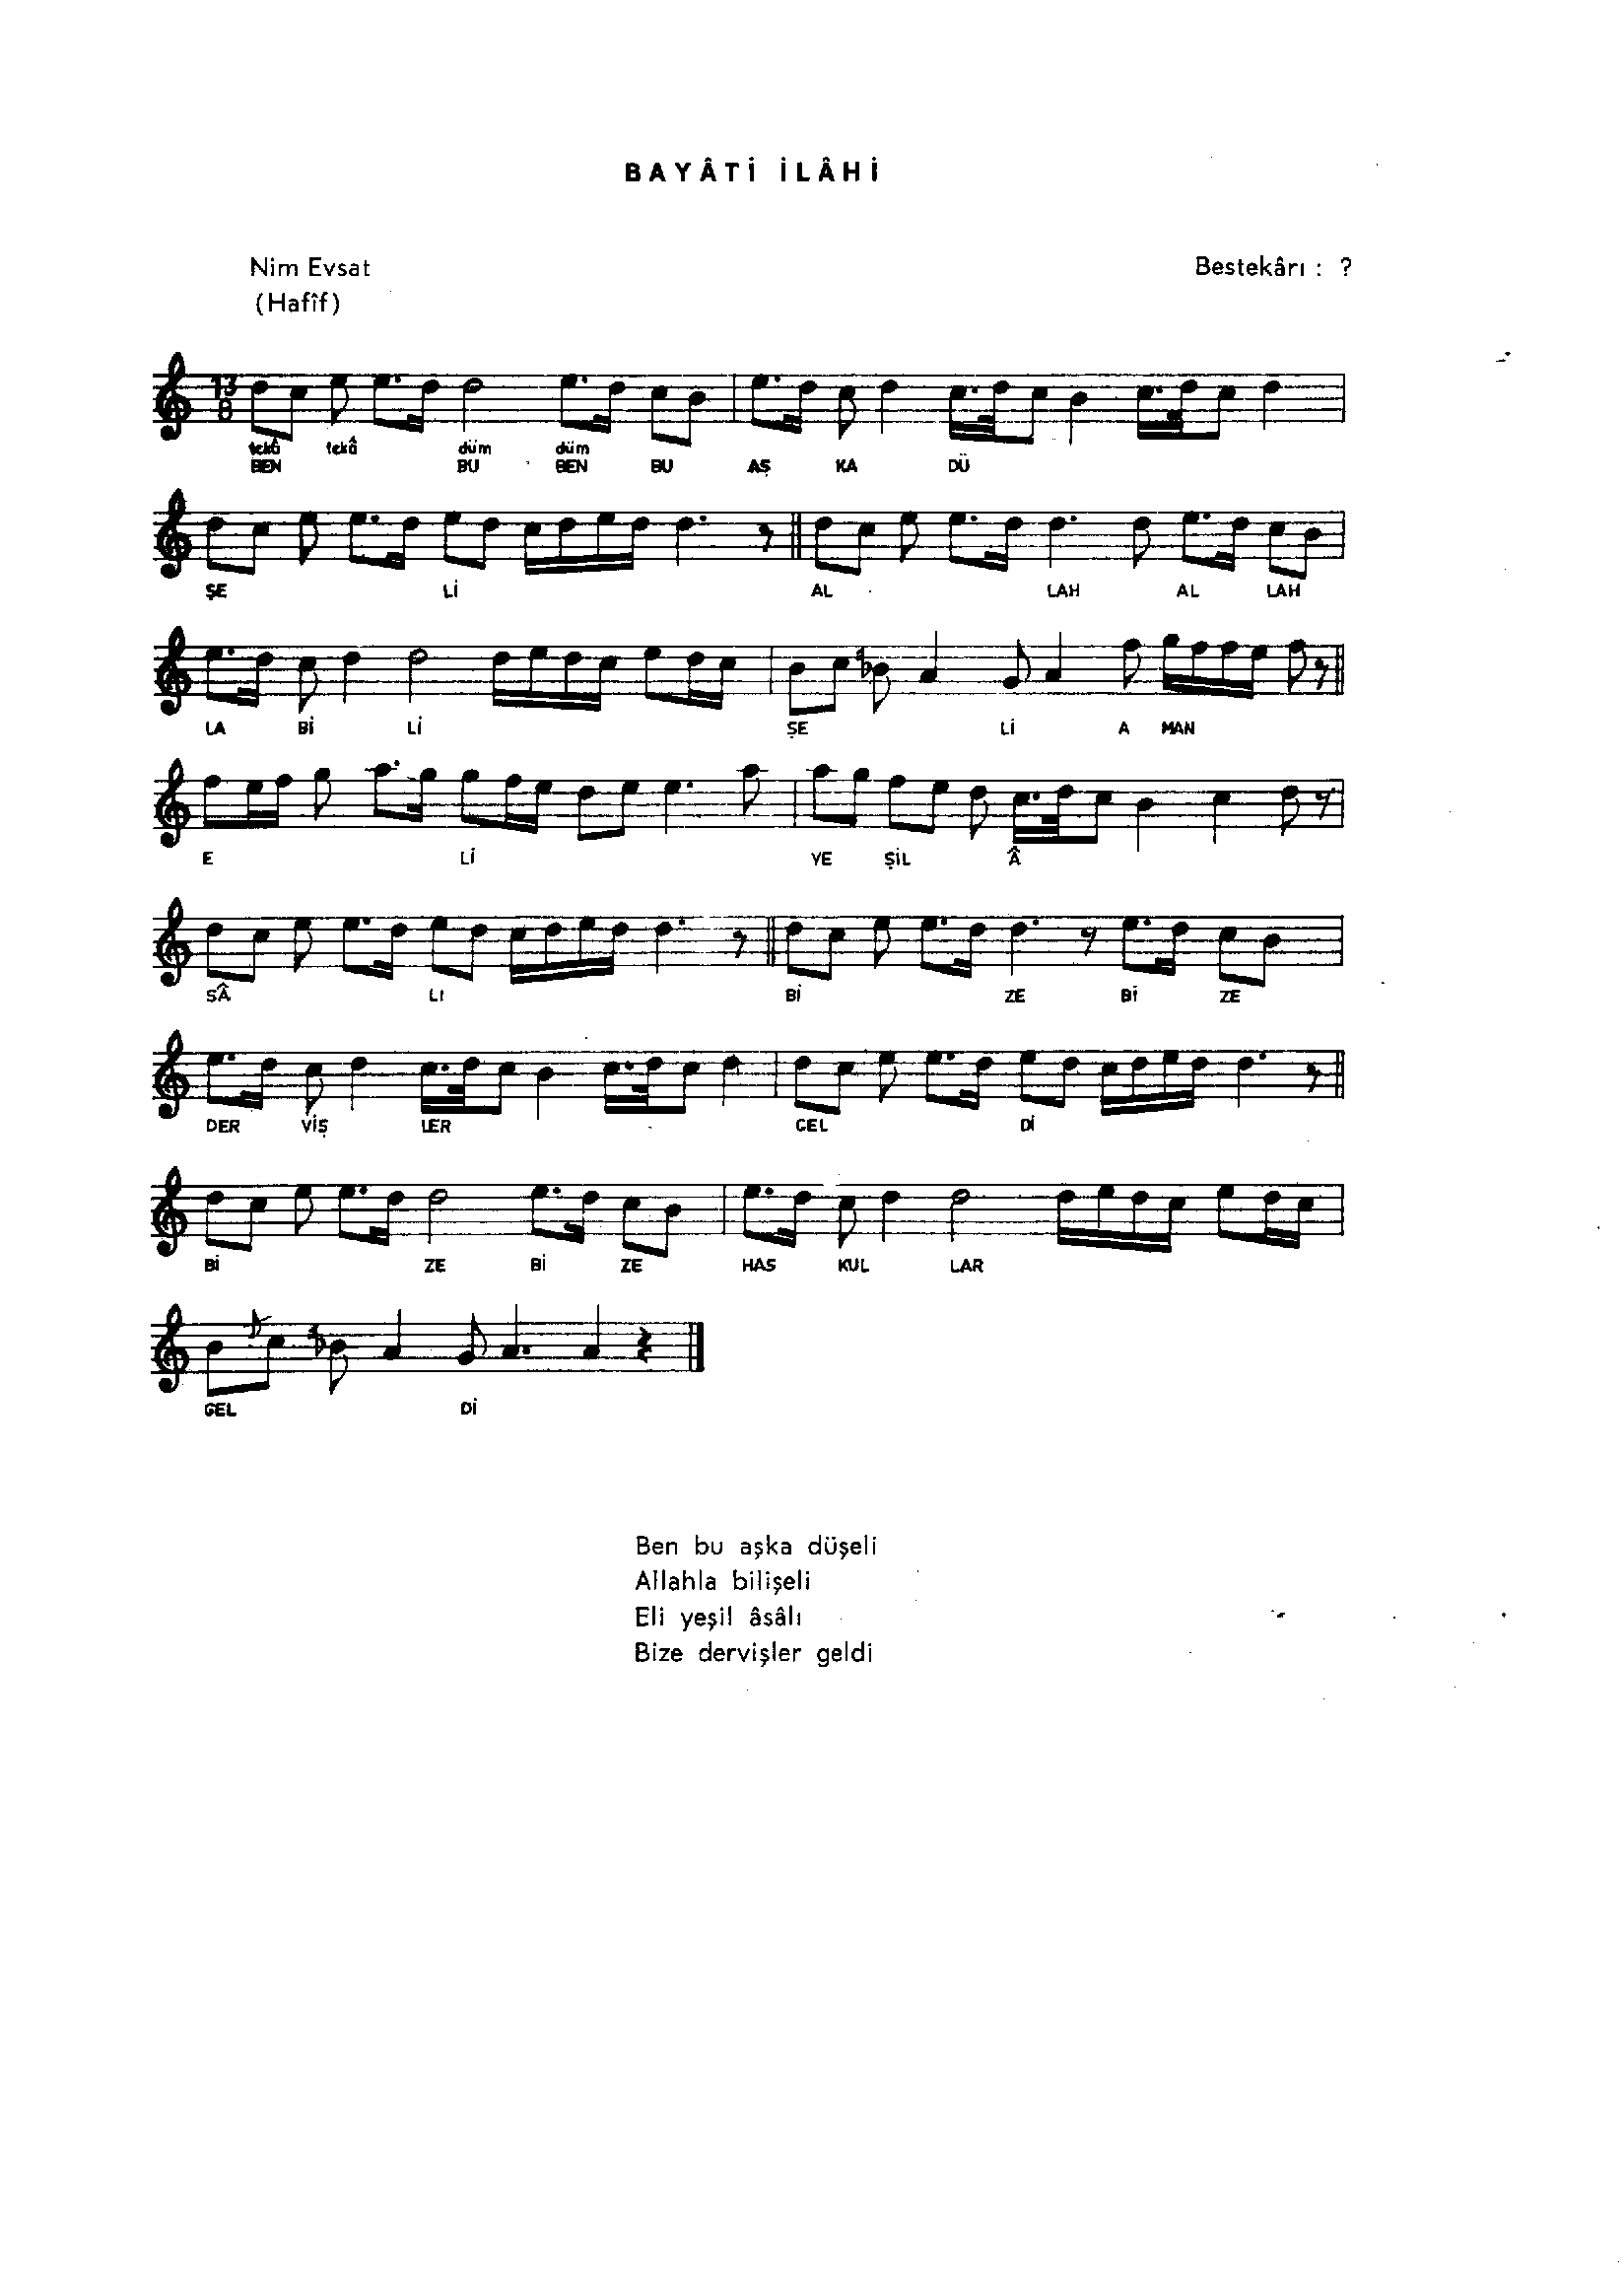 BAYÂTİ İLÂHİ
Nim Evsat
Bestekârı : ?
(Hafîf)
13
8
tekâ tekâ düm düm
BEN BU BEN BU AŞ KA DÜ
ŞE Lİ AL LAH AL LAH
LA Bİ Lİ ŞE Lİ A MAN
E Lİ YE ŞİL Â
SÂ LI Bİ ZE Bİ ZE
DER VİŞ LER GEL Dİ
Bİ ZE Bİ ZE HAS KUL LAR
GEL Dİ
Ben bu aşka düşeli
Allahla bilişeli
Eli yeşil âsâlı
Bize dervişler geldi